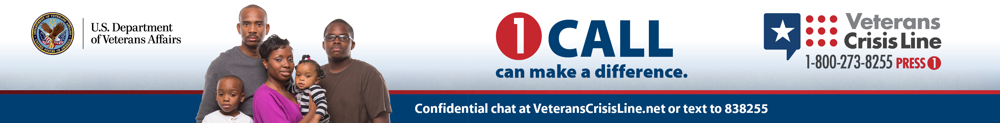 DEPARTMENT OF VETERANS AFFAIRS
UNITED STATES OF AMERICA
U.S. Department
of Veterans Affairs
1 CALL
can make a difference.
Veterans
Crisis Line
1-800-273-8255 PRESS 1
Confidential chat at VeteransCrisisLine.net or text to 838255